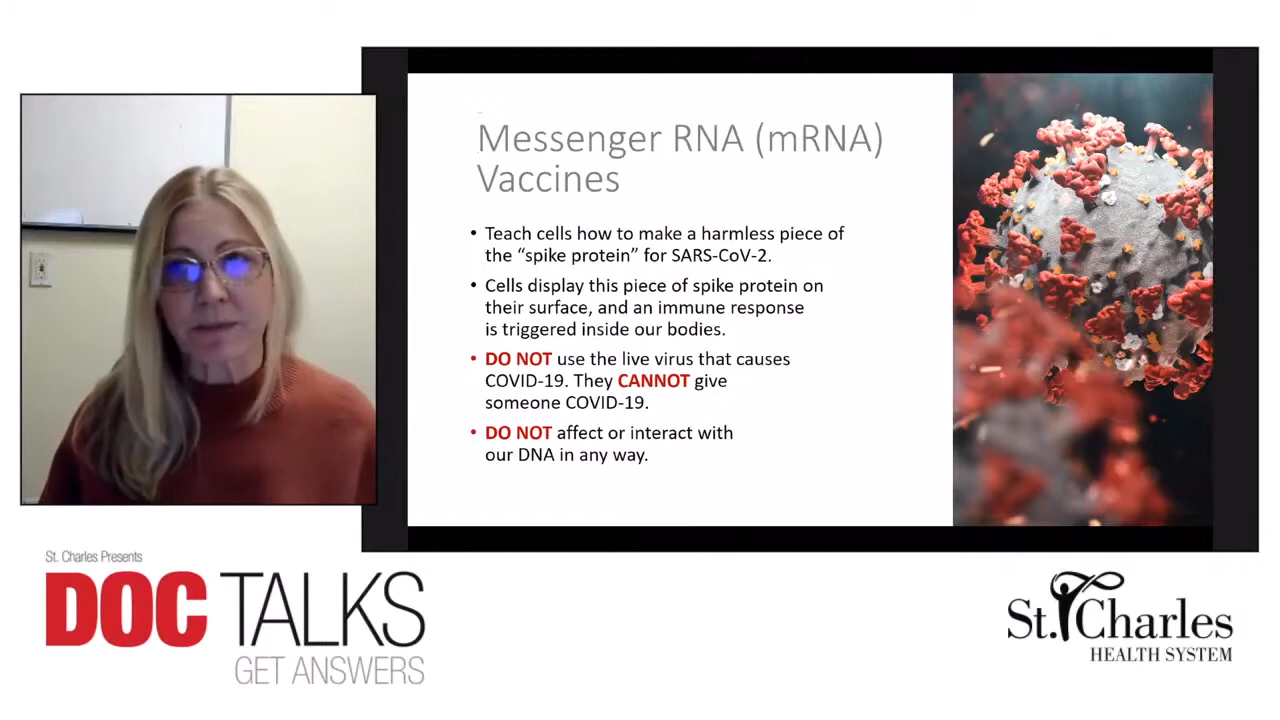 Messenger RNA (mRNA)
Vaccines
• Teach cells how to make a harmless piece of
the “spike protein” for SARS-CoV-2.
• Cells display this piece of spike protein on
their surface, and an immune response
is triggered inside our bodies.
• DO NOT use the live virus that causes
COVID-19. They CANNOT give
someone COVID-19.
• DO NOT affect or interact with
our DNA in any way.
St. Charles Presents
DOC TALKS
GET ANSWERS
St. Charles
HEALTH SYSTEM